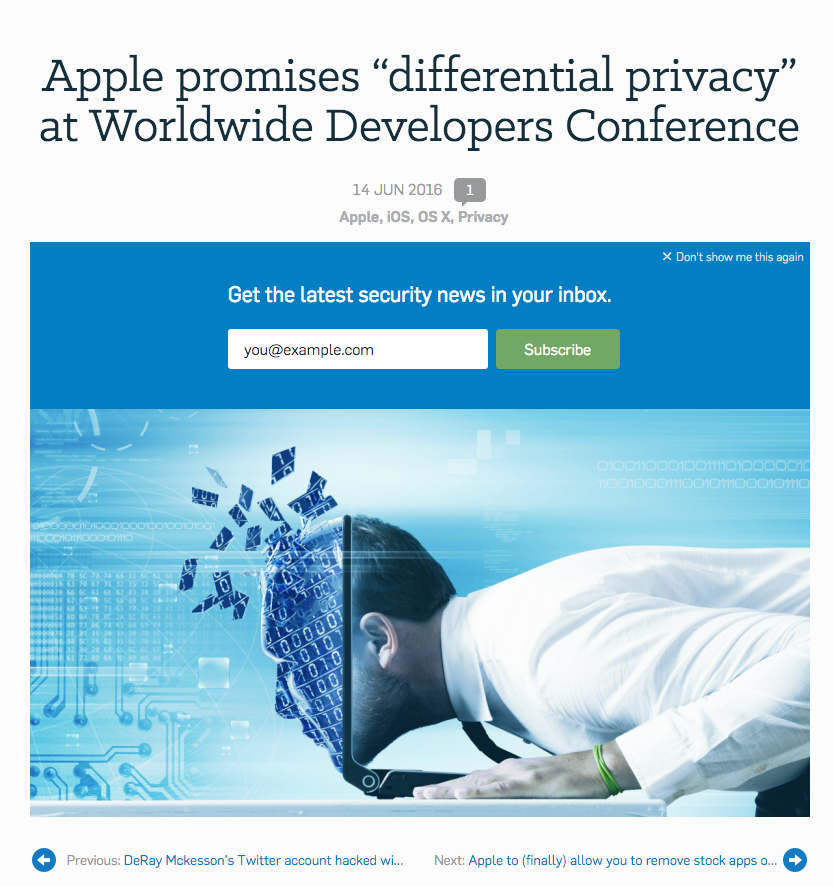 Apple promises “differential privacy”
at Worldwide Developers Conference
14 JUN 2016 1
Apple, iOS, OS X, Privacy
✕ Don't show me this again
Get the latest security news in your inbox.
you@example.com
Subscribe
Previous: DeRay Mckesson's Twitter account hacked wi...
Next: Apple to (finally) allow you to remove stock apps o...